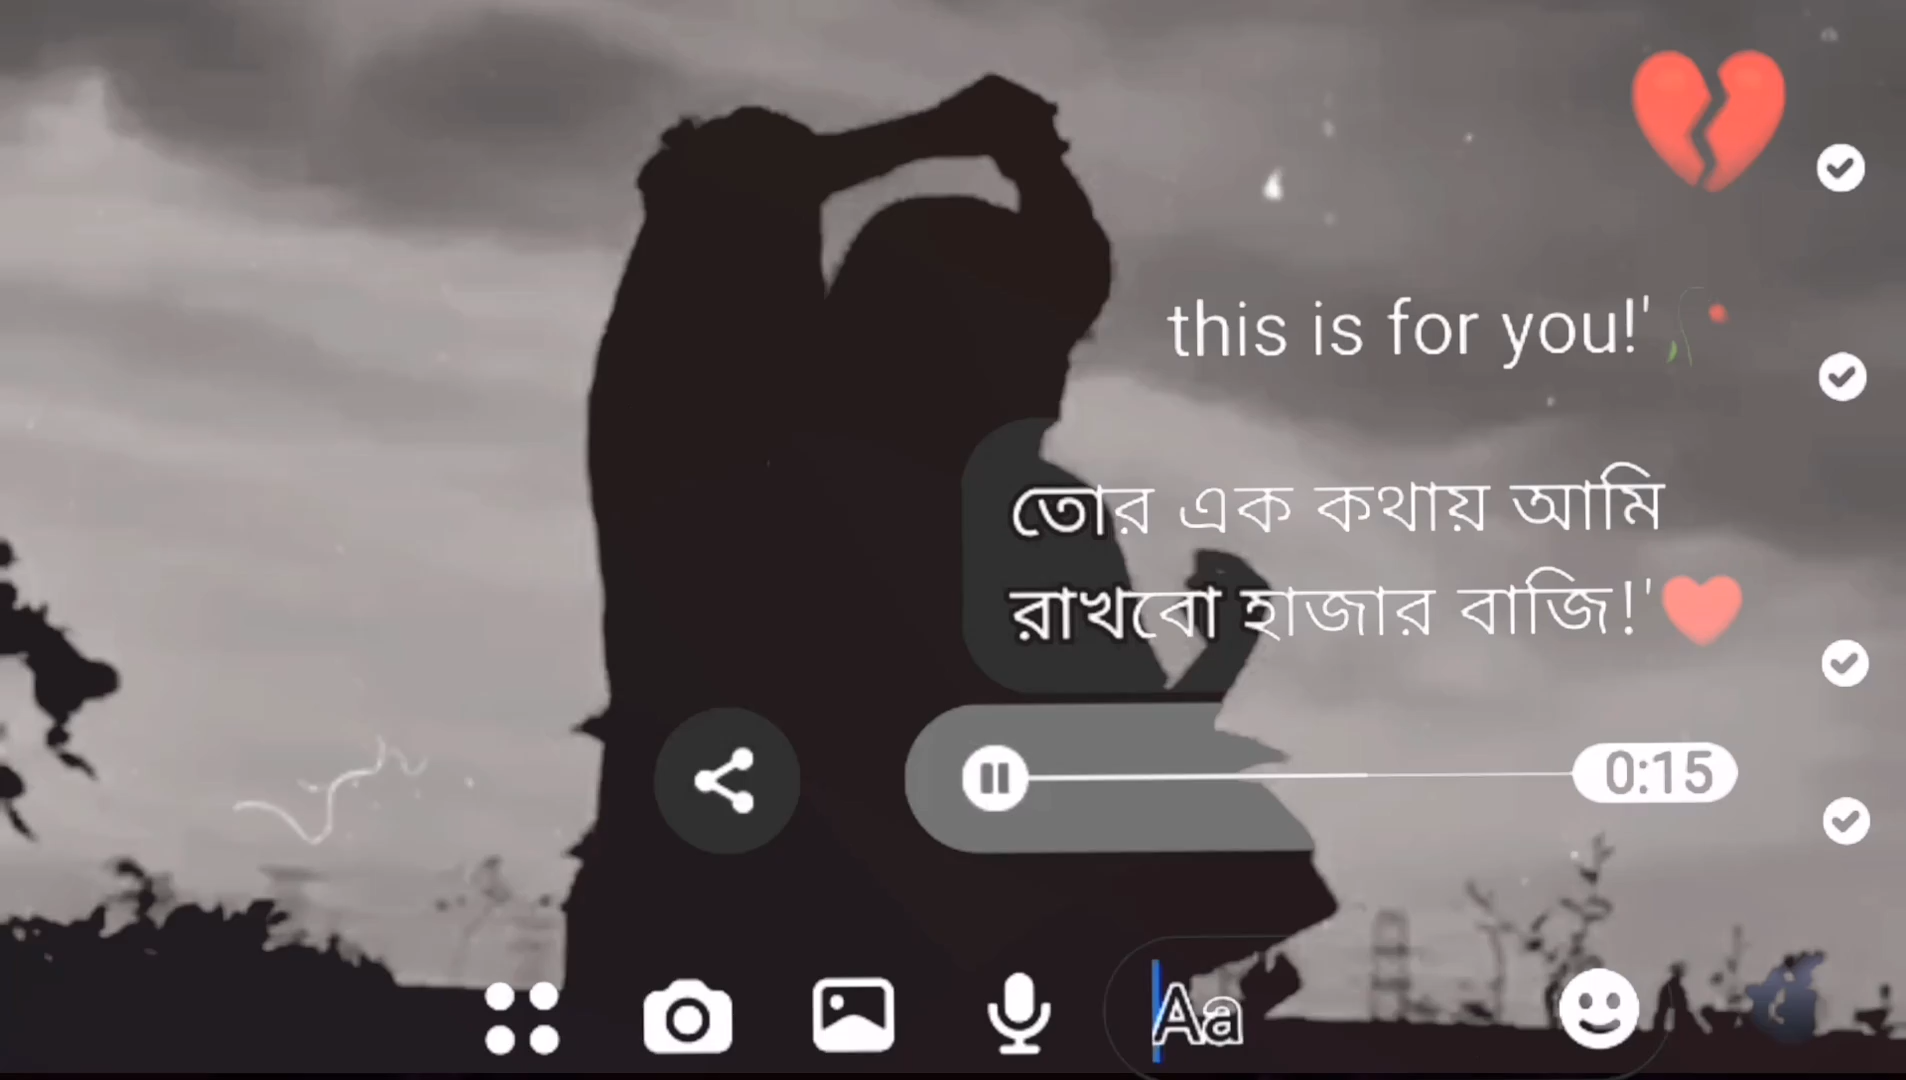 this is for you!'
তোর এক কথায় আমি
রাখবো হাজার বাজি!'
0:15
Aa